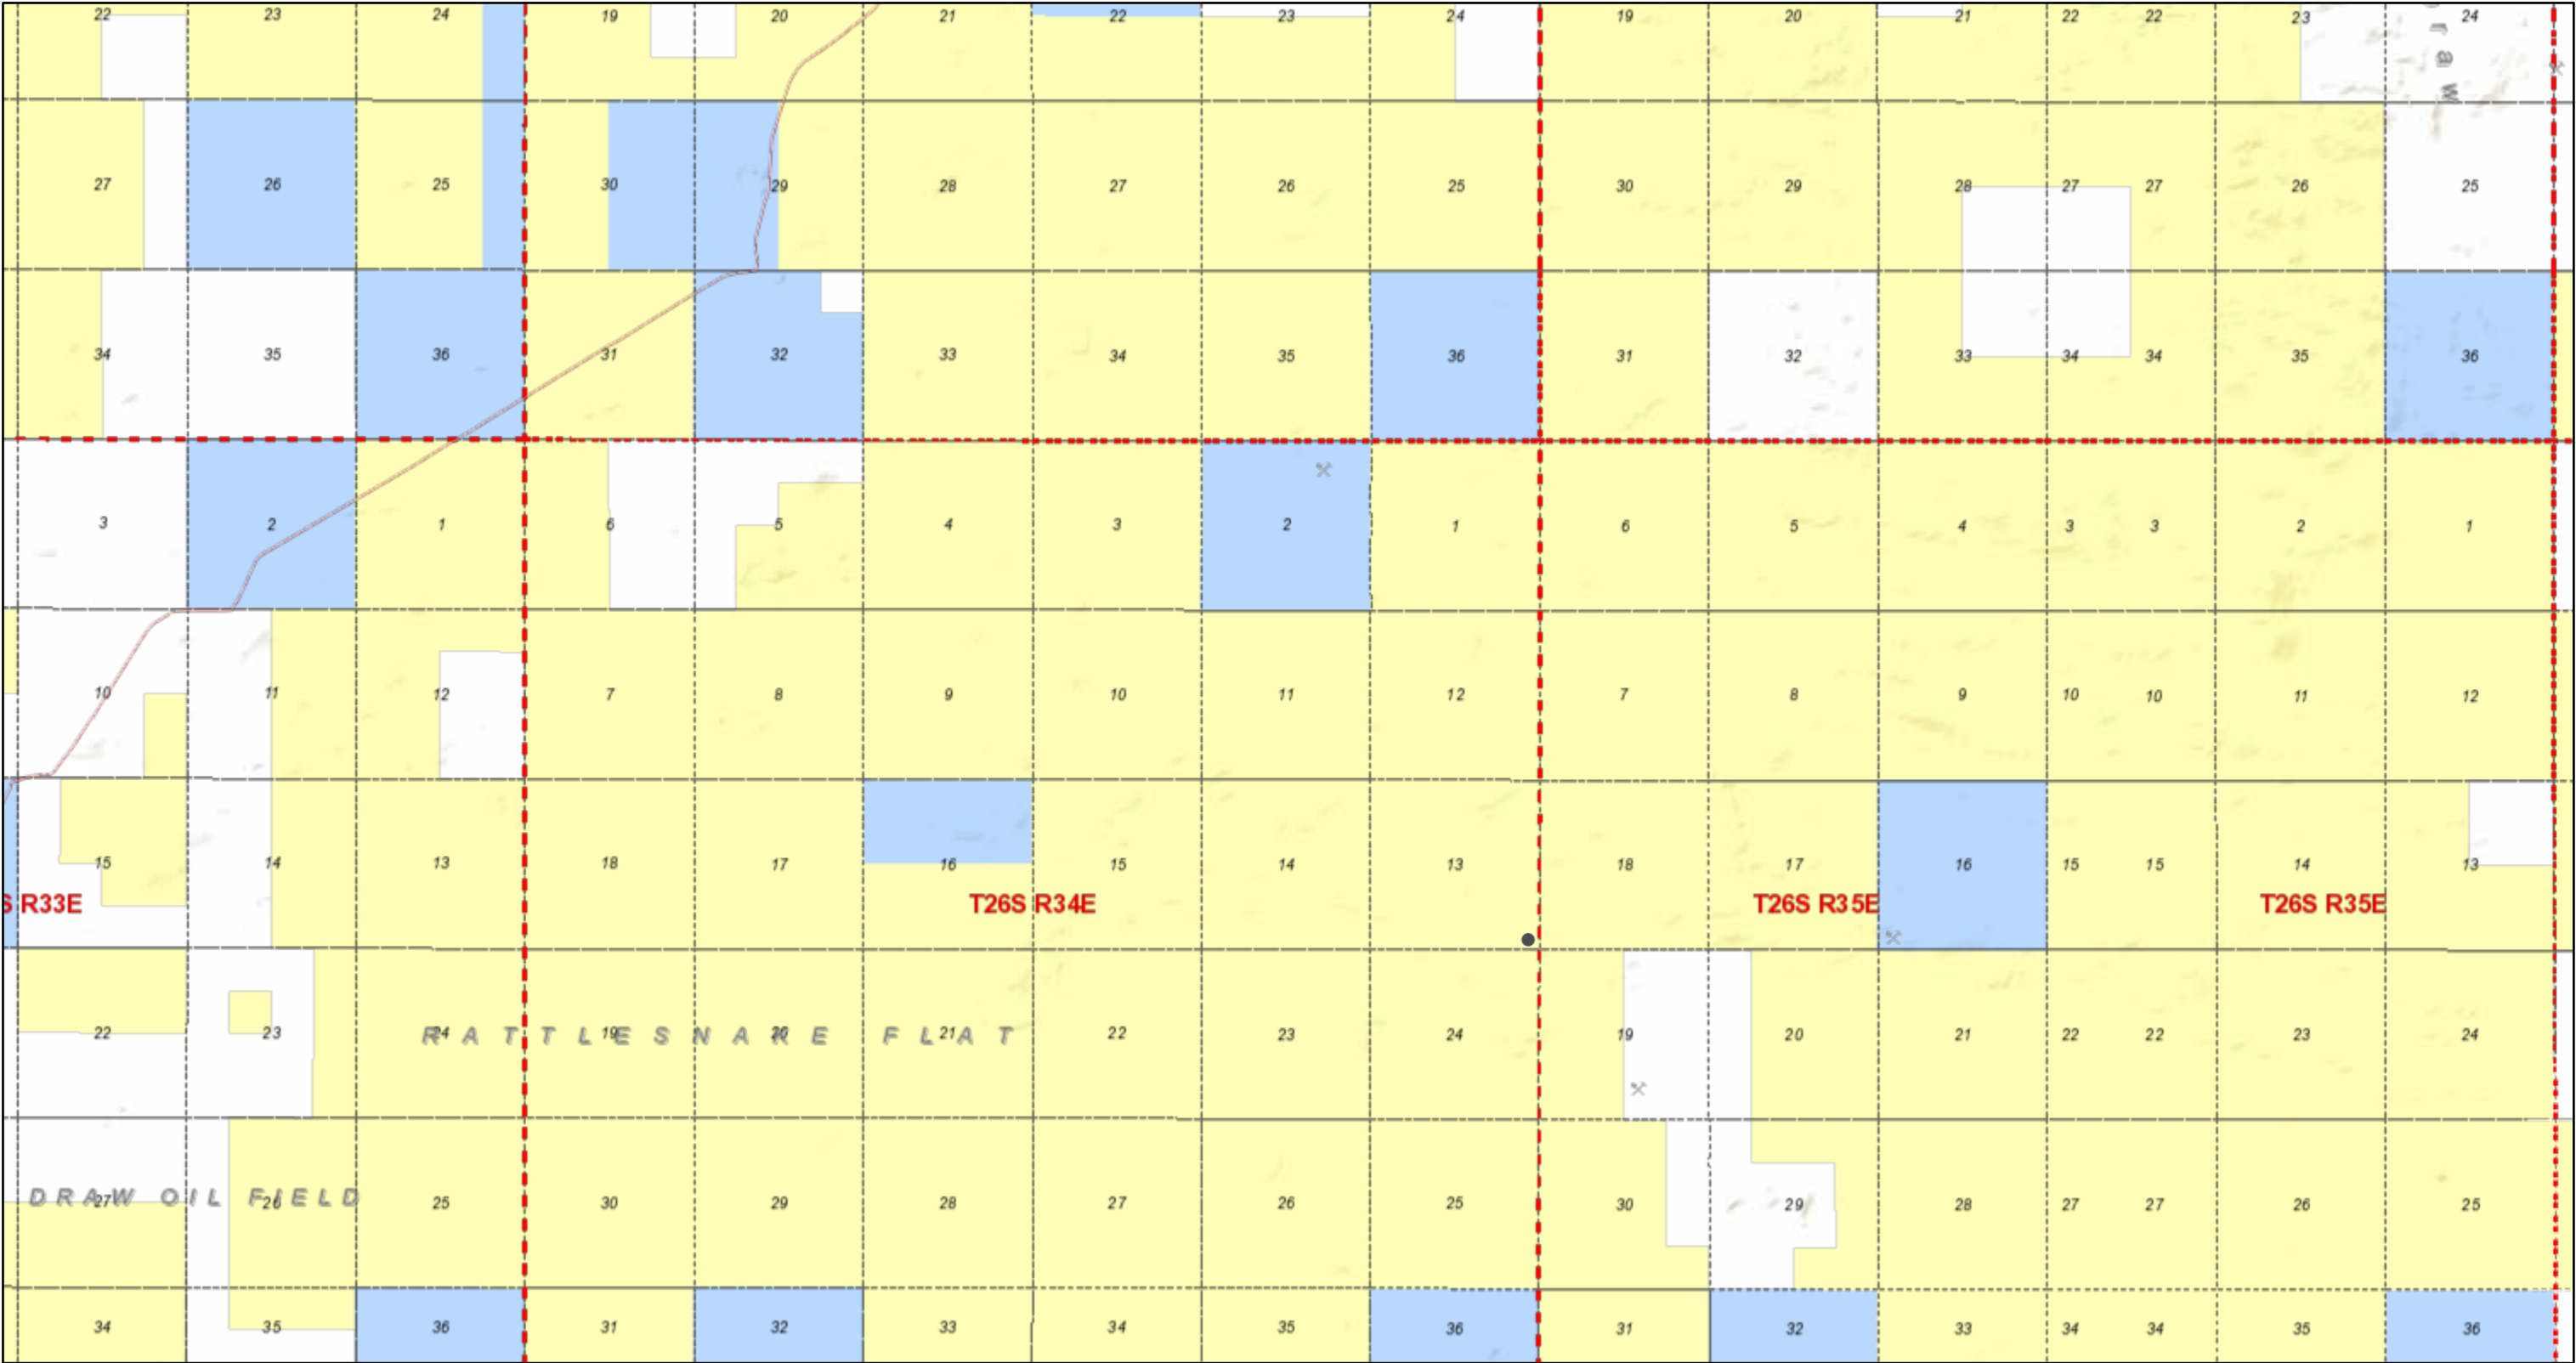 22 23 24 19 20 21 22 23 24 19 20 21 22 22 23 24
r a w
27 26 25 30 29 28 27 26 25 30 29 28 27 27 26 25
34 35 36 31 32 33 34 35 36 31 32 33 34 34 35 36
3 2 1 6 5 4 3 2 1 6 5 4 3 3 2 1
10 11 12 7 8 9 10 11 12 7 8 9 10 10 11 12
15 14 13 18 17 16 15 14 13 18 17 16 15 15 14 13
S R33E T26S R34E T26S R35E T26S R35E
22 23 24 19 20 21 22 23 24 19 20 21 22 22 23 24
RATTLESNAKE FLAT
DRAW OIL FIELD
27 26 25 30 29 28 27 26 25 30 29 28 27 27 26 25
34 35 36 31 32 33 34 35 36 31 32 33 34 34 35 36